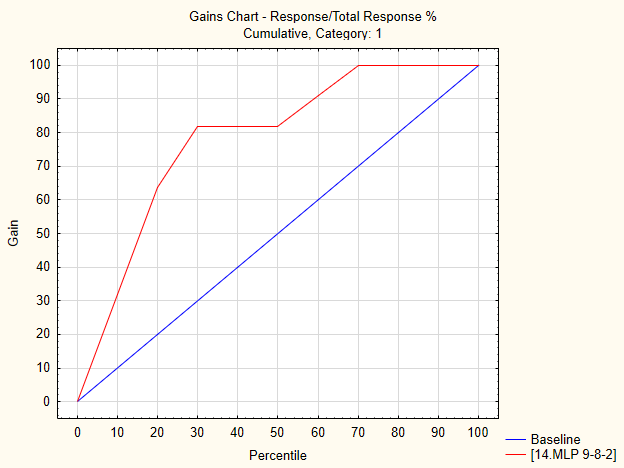 Gains Chart - Response/Total Response %
Cumulative, Category: 1
100
90
80
70
60
50
40
30
20
10
0
Gain
0 10 20 30 40 50 60 70 80 90 100
Percentile
Baseline
[14.MLP 9-8-2]